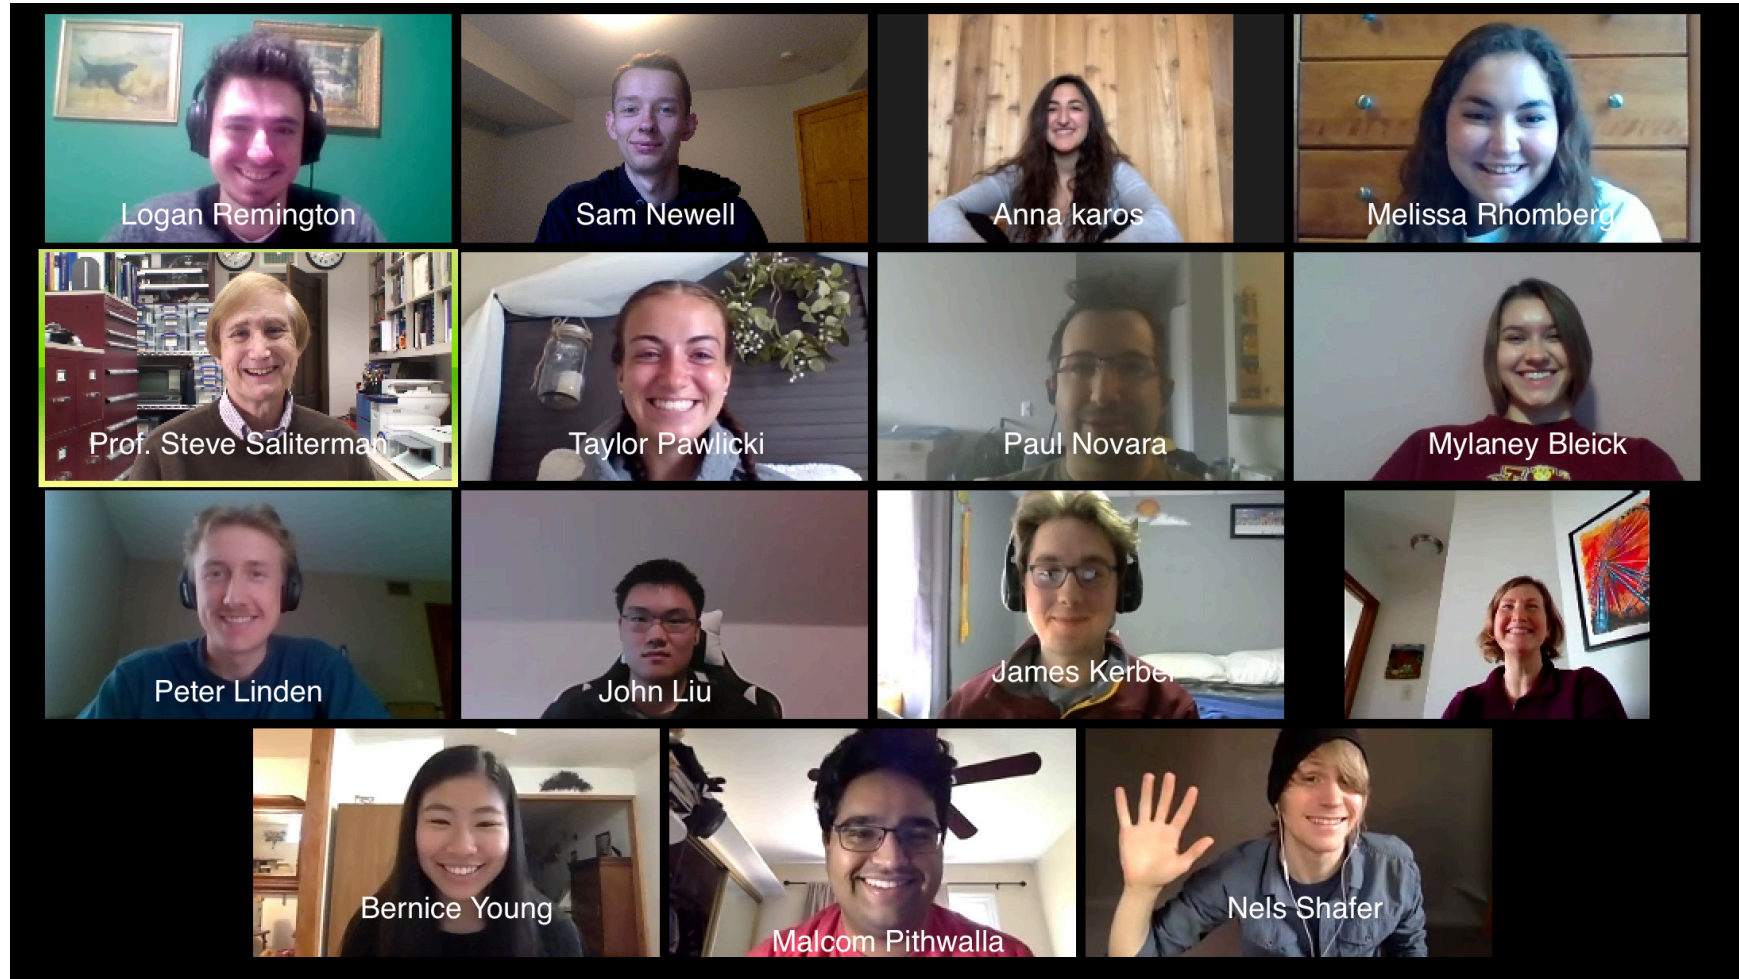 Logan Remington
Sam Newell
Anna karos
Melissa Rhomberg
Prof. Steve Saliterman
Taylor Pawlicki
Paul Novara
Mylaney Bleick
Peter Linden
John Liu
James Kerber
Bernice Young
Malcom Pithwalla
Nels Shafer